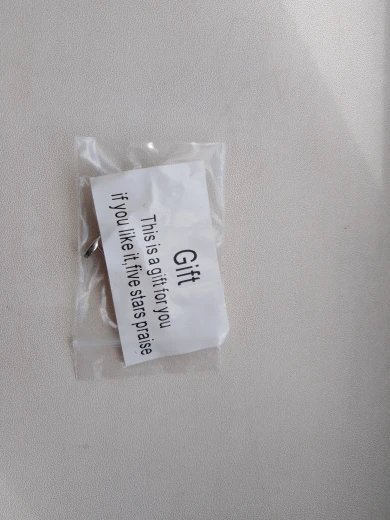 Gift
This is a gift for you
if you like it,five stars praise